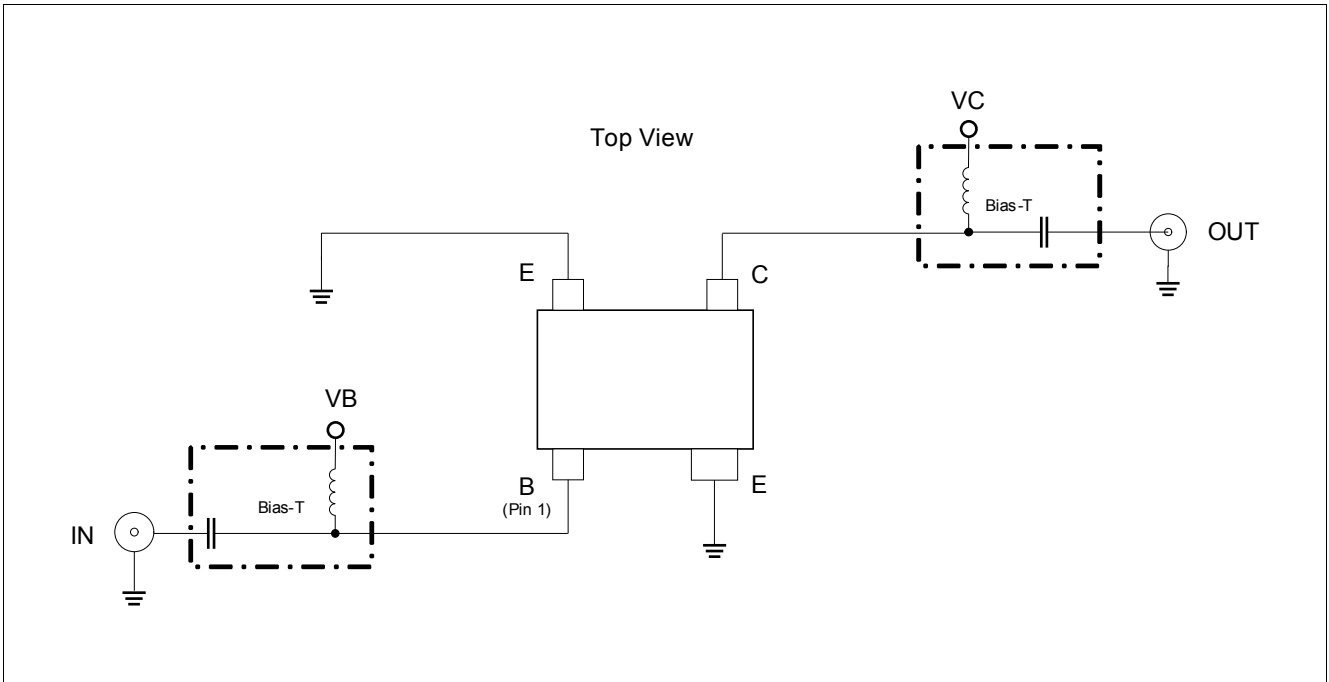 VC
Top View
Bias-T
OUT
E
C
VB
B
(Pin 1)
E
Bias-T
IN